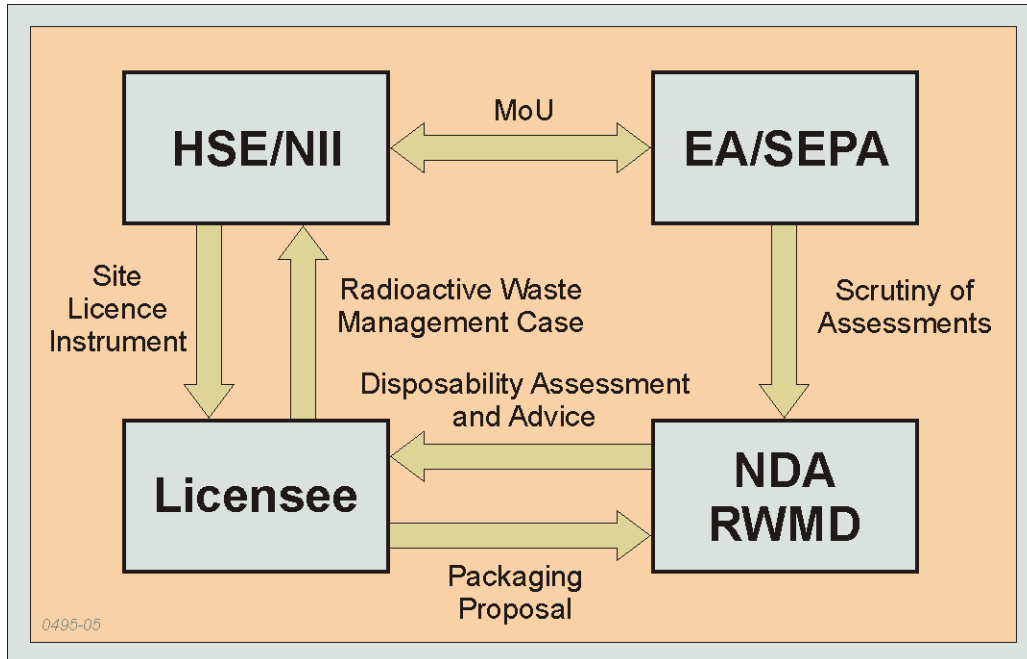 MoU
HSE/NII
EA/SEPA
Site
Licence
Instrument
Radioactive Waste
Management Case
Scrutiny of
Assessments
Disposability Assessment
and Advice
Licensee
NDA
RWMD
Packaging
Proposal
0495-05